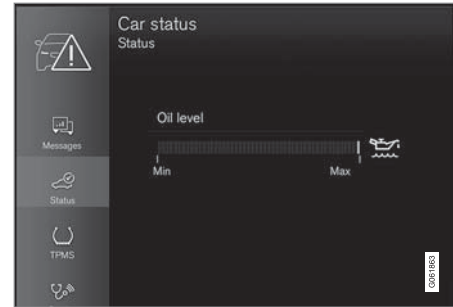 Car status
Status
Messages
Status
TPMS
Oil level
Min Max
G061863